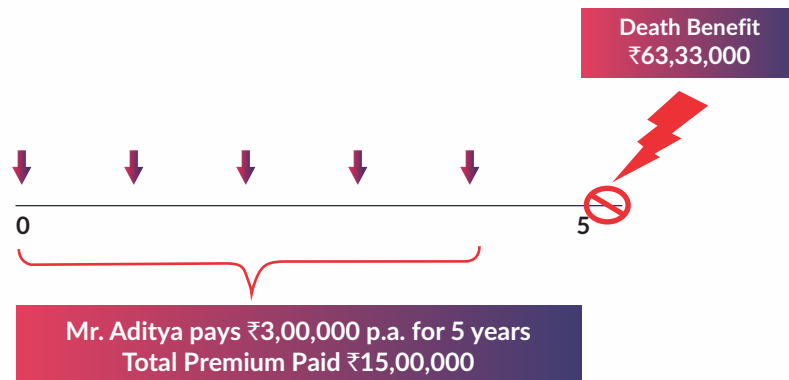 Death Benefit
₹63,33,000
0
5
Mr. Aditya pays ₹3,00,000 p.a. for 5 years
Total Premium Paid ₹15,00,000